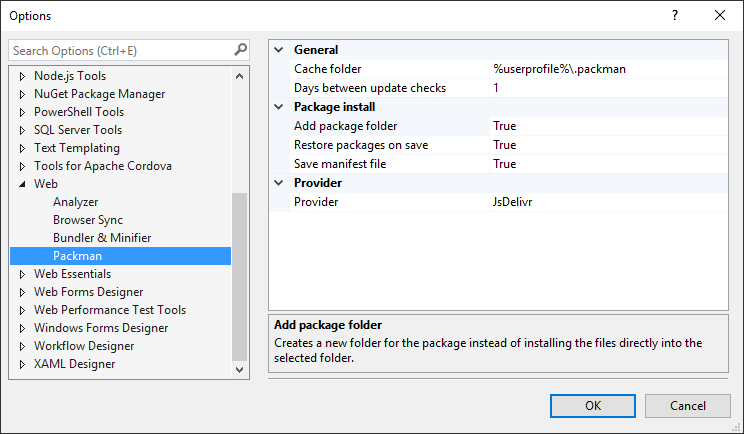 Options
Search Options (Ctrl+E)
Node.js Tools
NuGet Package Manager
PowerShell Tools
SQL Server Tools
Text Templating
Tools for Apache Cordova
Web
Analyzer
Browser Sync
Bundler & Minifier
Packman
Web Essentials
Web Forms Designer
Web Performance Test Tools
Windows Forms Designer
Workflow Designer
XAML Designer
General
Cache folder %userprofile%\.packman
Days between update checks 1
Package install
Add package folder True
Restore packages on save True
Save manifest file True
Provider
Provider JsDelivr
Add package folder
Creates a new folder for the package instead of installing the files directly into the
selected folder.
OK Cancel